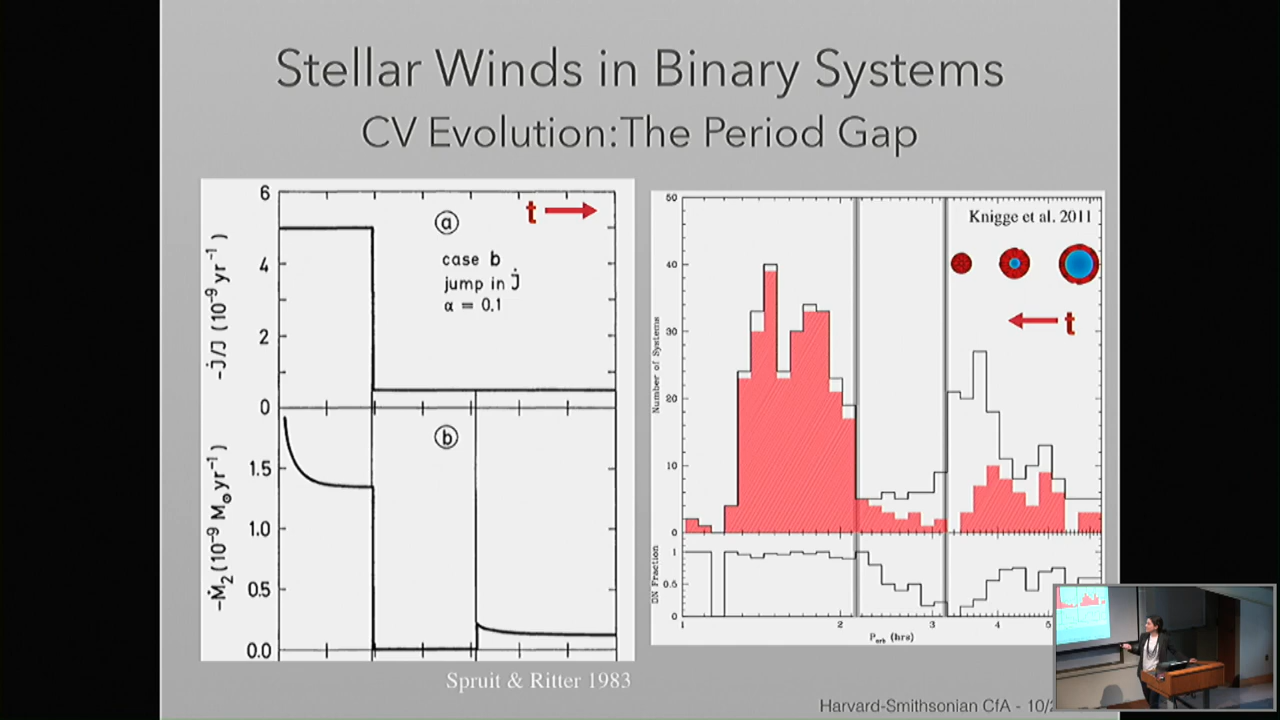 Stellar Winds in Binary Systems
CV Evolution:The Period Gap
6
4
2
0
-J̇/J (10⁻⁹ yr⁻¹)
a
t
case b
jump in J̇
α = 0.1
b
1.5
1.0
0.5
0.0
-Ṁ₂ (10⁻⁹ M⊙ yr⁻¹)
Spruit & Ritter 1983
50
40
30
20
10
0
Number of Systems
Knigge et al. 2011
t
1
0.5
0
DN Fraction
1
2
3
4
5
P_orb (hrs)
Harvard-Smithsonian CfA - 10/2